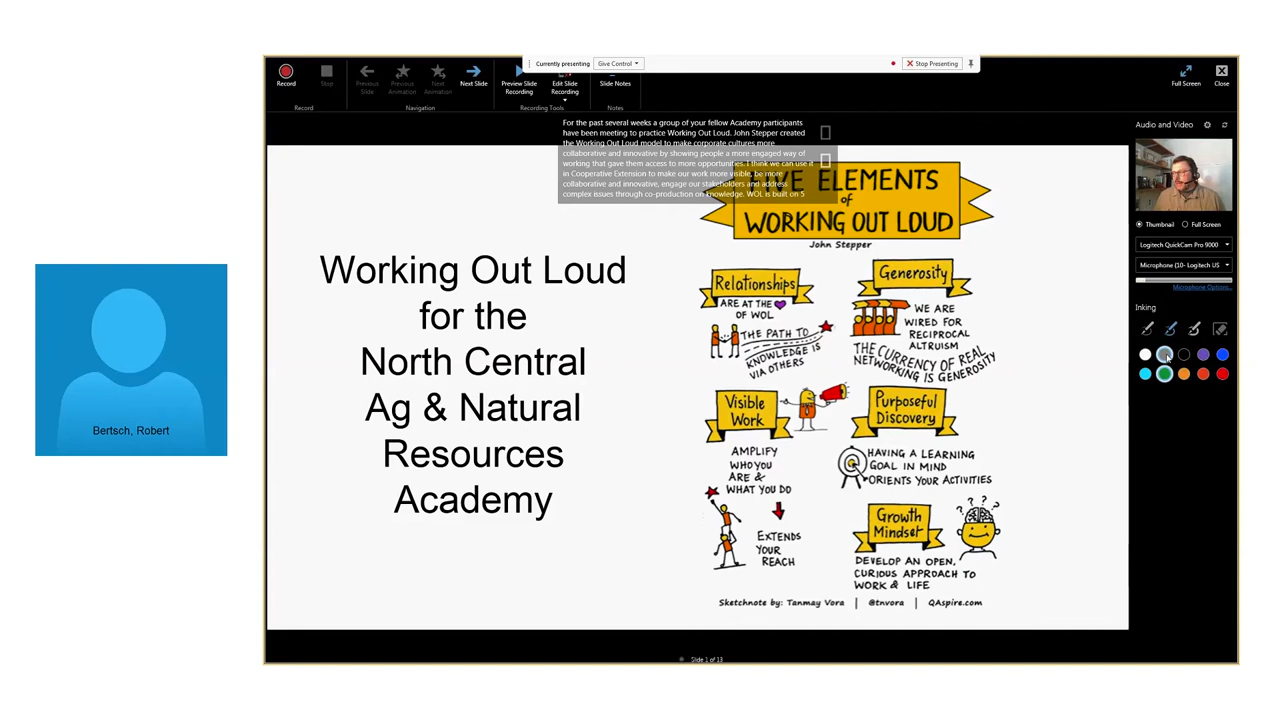 Currently presenting
Give Control
Stop Presenting
Record
Stop
Previous Slide
Previous Animation
Next Animation
Next Slide
Preview Slide Recording
Edit Slide Recording
Slide Notes
Full Screen
Close
Record
Navigation
Recording Tools
Notes
For the past several weeks a group of your fellow Academy participants
have been meeting to practice Working Out Loud. John Stepper created
the Working Out Loud model to make corporate cultures more
collaborative and innovative by showing people a more engaged way of
working that gave them access to more opportunities. I think we can use it
in Cooperative Extension to make our work more visible, be more
collaborative and innovative, engage our stakeholders and address
complex issues through co-production on knowledge. WOL is built on 5
Audio and Video
Thumbnail
Full Screen
Logitech QuickCam Pro 9000
Microphone (10- Logitech US
Microphone Options...
Inking
Bertsch, Robert
Working Out Loud
for the
North Central
Ag & Natural
Resources
Academy
ELEMENTS
of
WORKING OUT LOUD
John Stepper
Relationships
ARE AT THE
OF WOL
THE PATH TO
KNOWLEDGE IS
VIA OTHERS
Generosity
WE ARE
WIRED FOR
RECIPROCAL
ALTRUISM
THE CURRENCY OF REAL
NETWORKING IS GENEROSITY
Visible
Work
AMPLIFY
WHO YOU
ARE &
WHAT YOU DO
EXTENDS
YOUR
REACH
Purposeful
Discovery
HAVING A LEARNING
GOAL IN MIND
ORIENTS YOUR ACTIVITIES
Growth
Mindset
DEVELOP AN OPEN,
CURIOUS APPROACH TO
WORK & LIFE
Sketchnote by: Tanmay Vora | @tnvora | QAspire.com
Slide 1 of 13